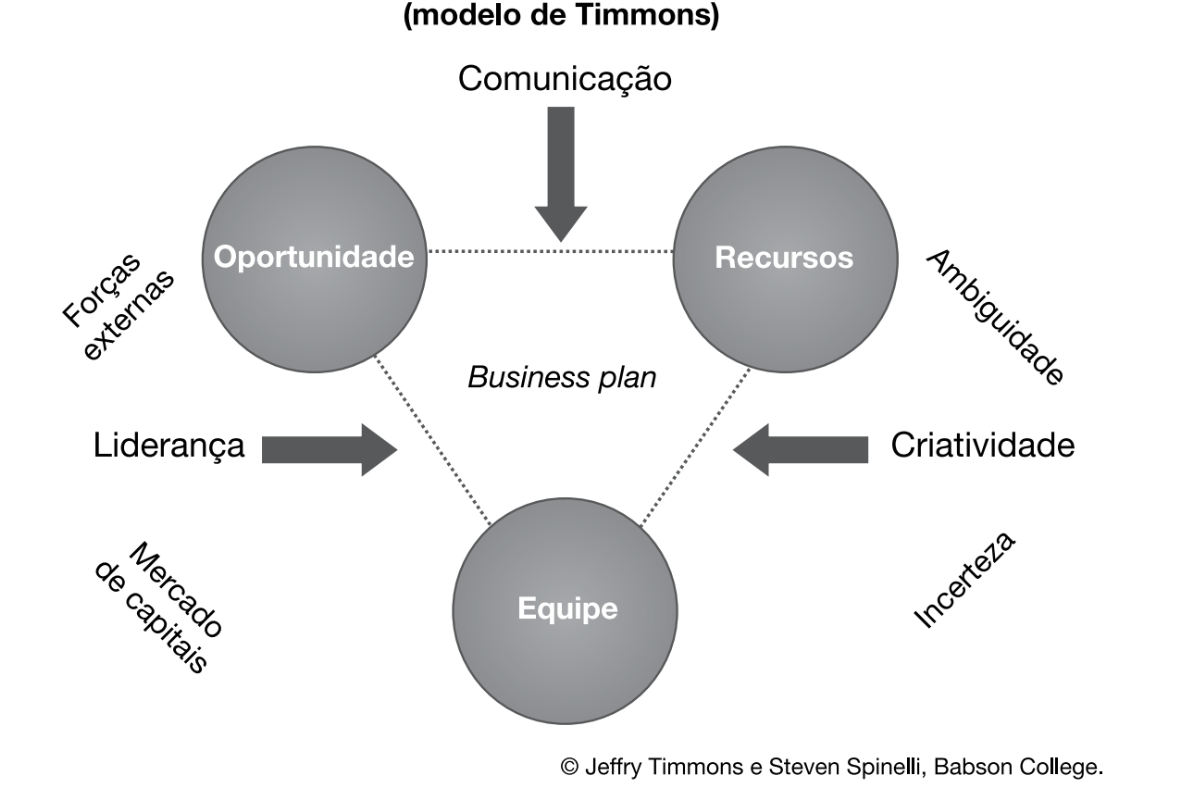 (modelo de Timmons)
Comunicação
Oportunidade
Recursos
Forças
externas
Ambiguidade
Business plan
Liderança
Criatividade
Mercado
de capitais
Incerteza
Equipe
© Jeffry Timmons e Steven Spinelli, Babson College.